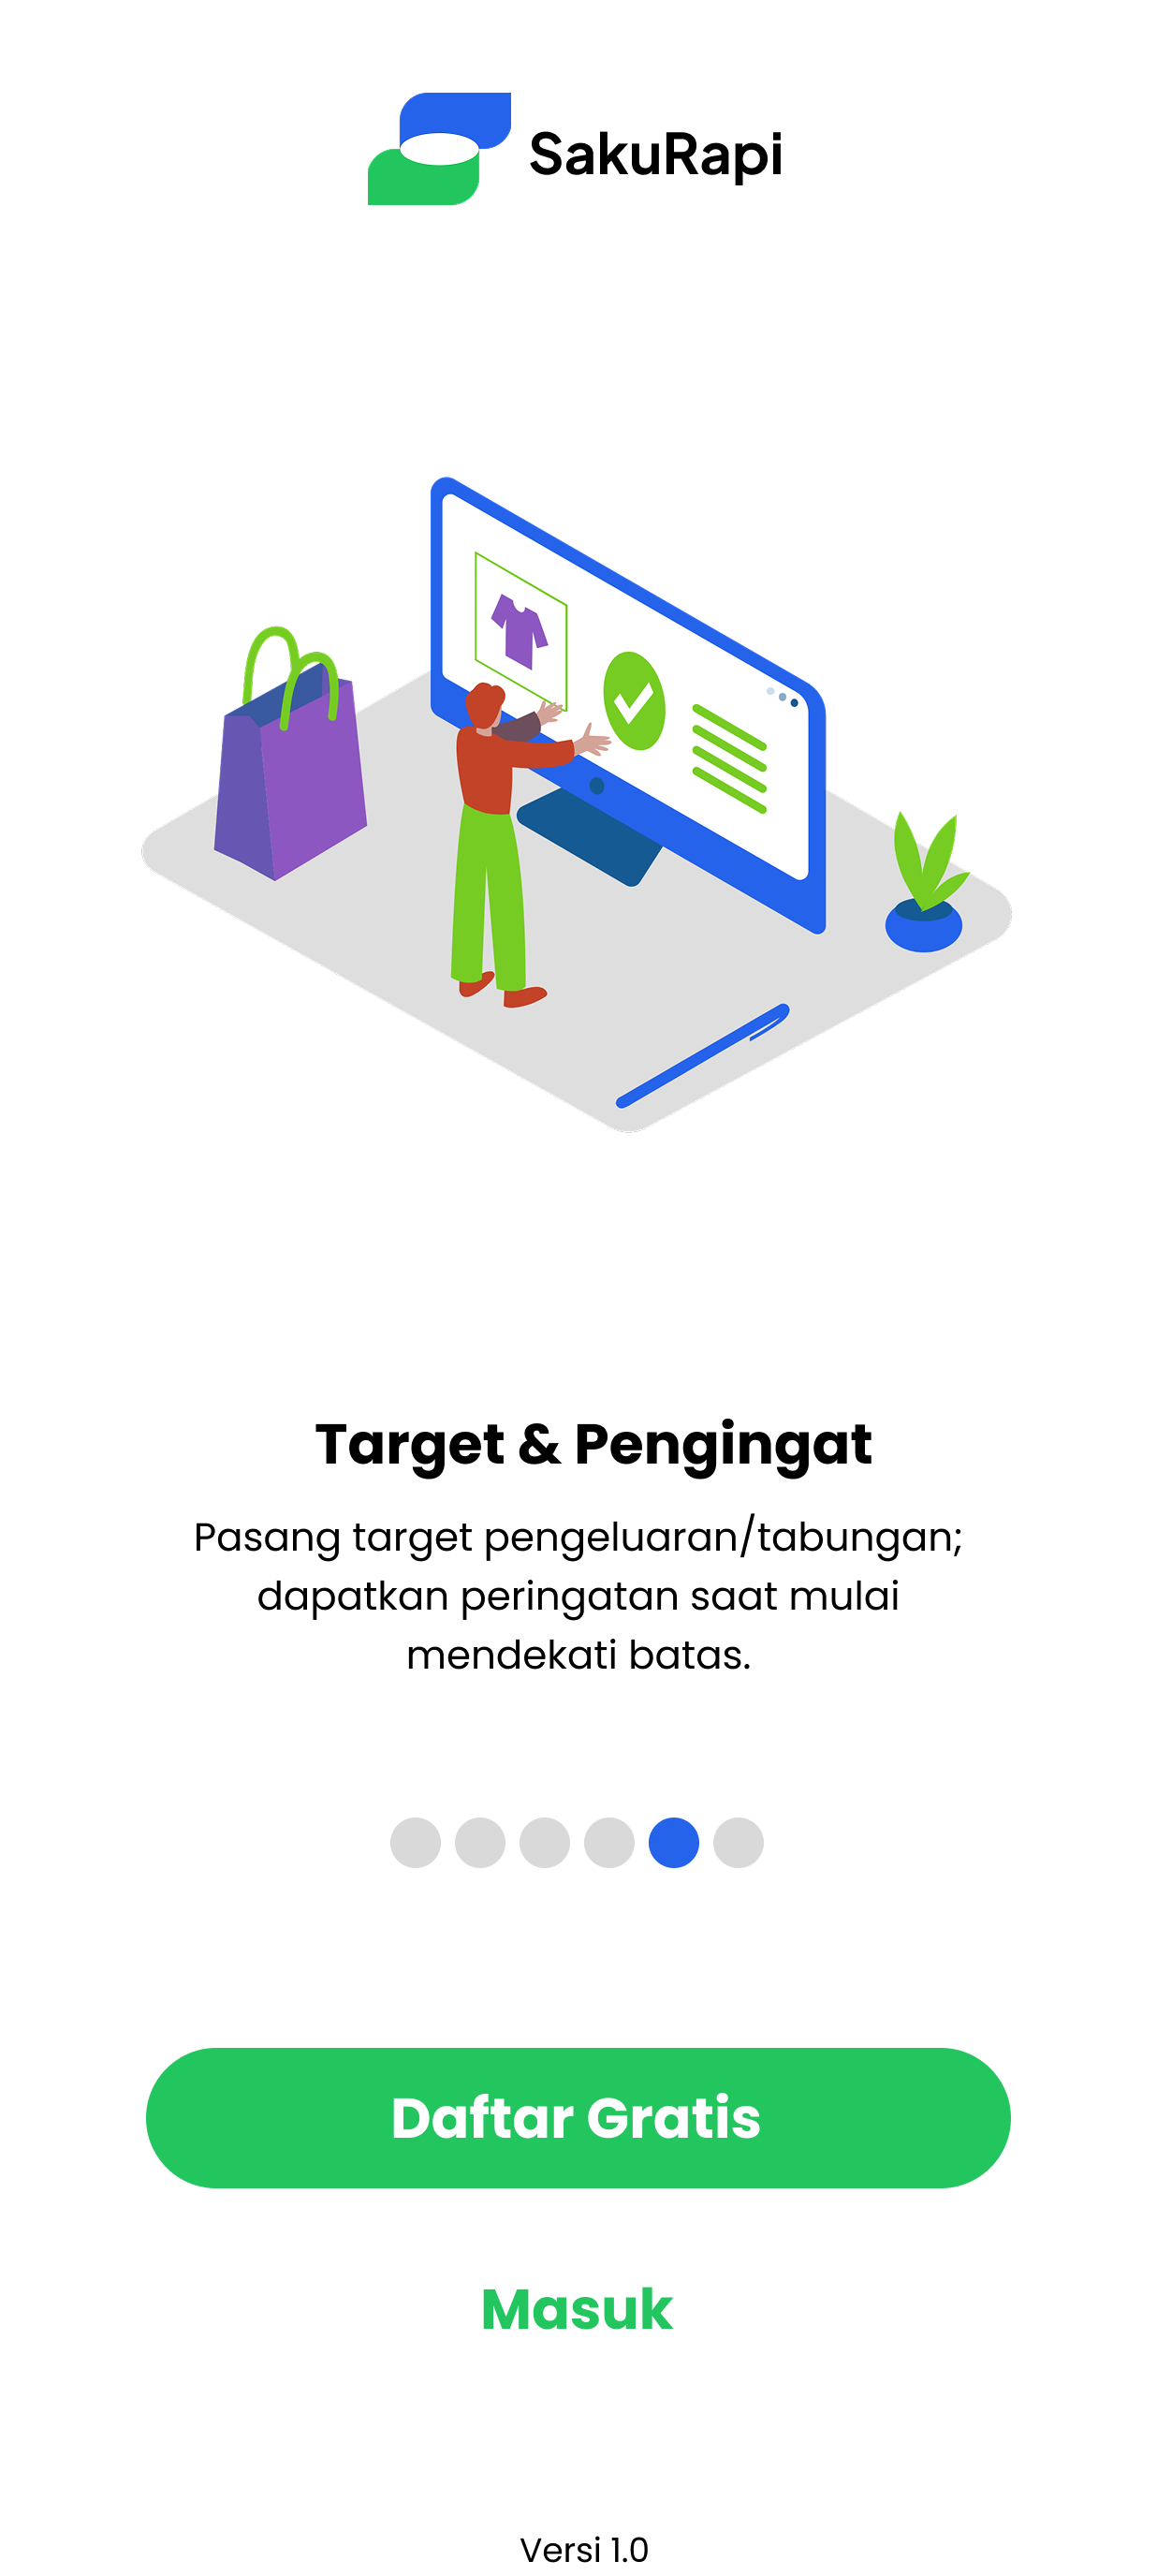 SakuRapi
Target & Pengingat
Pasang target pengeluaran/tabungan;
dapatkan peringatan saat mulai
mendekati batas.
Daftar Gratis
Masuk
Versi 1.0